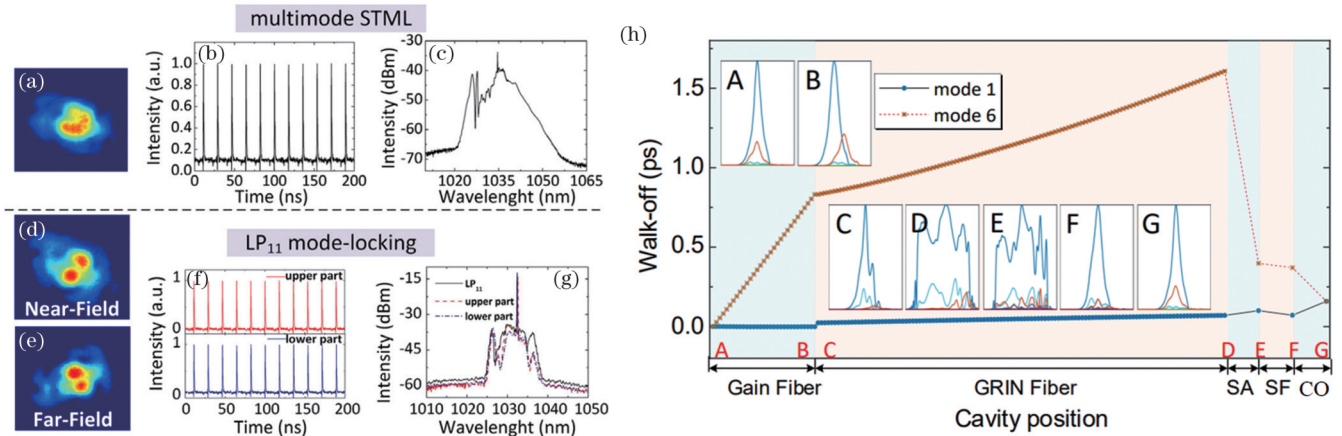 multimode STML
(a)
(b)
Intensity (a.u.)
1.0
0.8
0.6
0.4
0.2
0
0 50 100 150 200
Time (ns)
(c)
Intensity (dBm)
-30
-40
-50
-60
-70
1020 1035 1050 1065
Wavelenght (nm)
LP₁₁ mode-locking
(d)
Near-Field
(e)
Far-Field
(f)
Intensity (a.u.)
upper part
1
0
lower part
1
0
0 50 100 150 200
Time (ns)
(g)
Intensity (dBm)
LP₁₁
upper part
lower part
-15
-30
-45
-60
1010 1020 1030 1040 1050
Wavelenght (nm)
(h)
Walk-off (ps)
1.5
1.0
0.5
0.0
A B
mode 1
mode 6
C D E F G
A B C D E F G
Gain Fiber GRIN Fiber SA SF CO
Cavity position